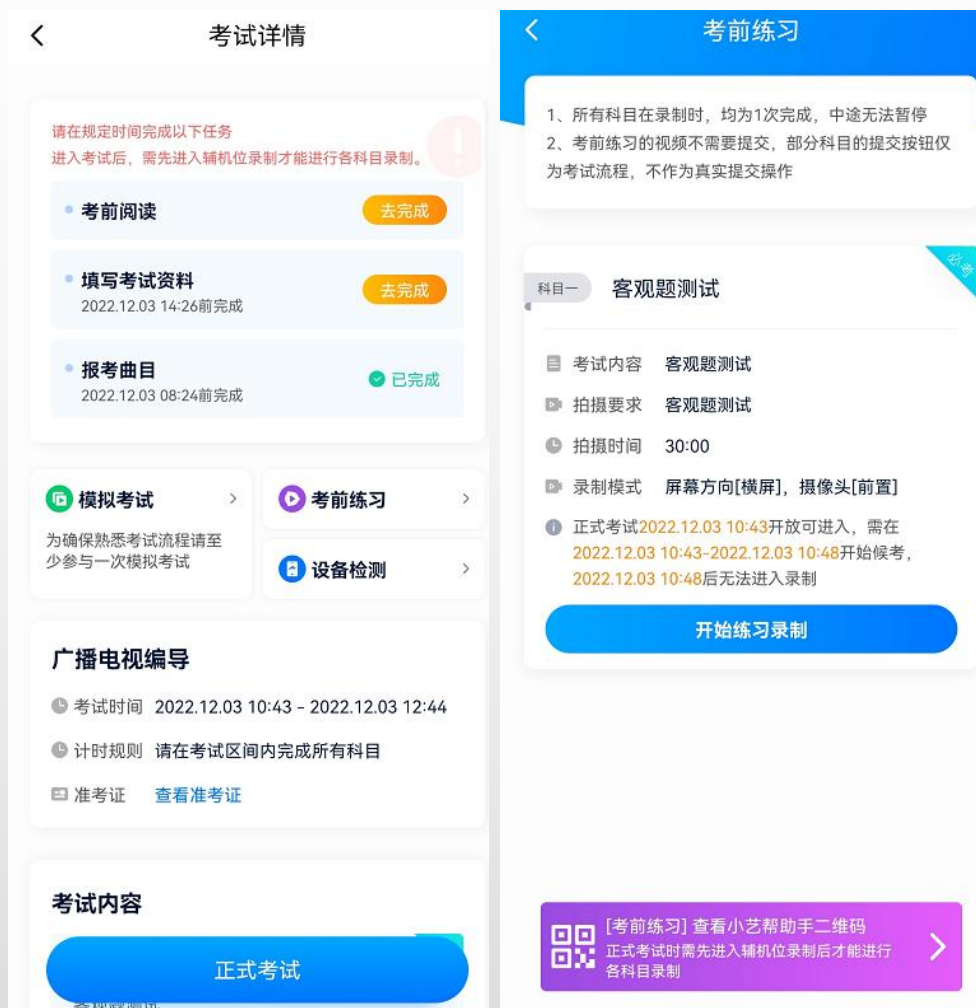 考试详情
请在规定时间完成以下任务
进入考试后，需先进入辅机位录制才能进行各科目录制。
考前阅读
去完成
填写考试资料
2022.12.03 14:26前完成
去完成
报考曲目
2022.12.03 08:24前完成
已完成
模拟考试
为确保熟悉考试流程请至
少参与一次模拟考试
考前练习
设备检测
广播电视编导
考试时间 2022.12.03 10:43 - 2022.12.03 12:44
计时规则 请在考试区间内完成所有科目
准考证 查看准考证
考试内容
正式考试
考前练习
1、所有科目在录制时，均为1次完成，中途无法暂停
2、考前练习的视频不需要提交，部分科目的提交按钮仅
为考试流程，不作为真实提交操作
必考
科目一 客观题测试
考试内容 客观题测试
拍摄要求 客观题测试
拍摄时间 30:00
录制模式 屏幕方向[横屏]，摄像头[前置]
正式考试2022.12.03 10:43开放可进入，需在
2022.12.03 10:43-2022.12.03 10:48开始候考，
2022.12.03 10:48后无法进入录制
开始练习录制
[考前练习] 查看小艺帮助手二维码
正式考试时需先进入辅机位录制后才能进行
各科目录制